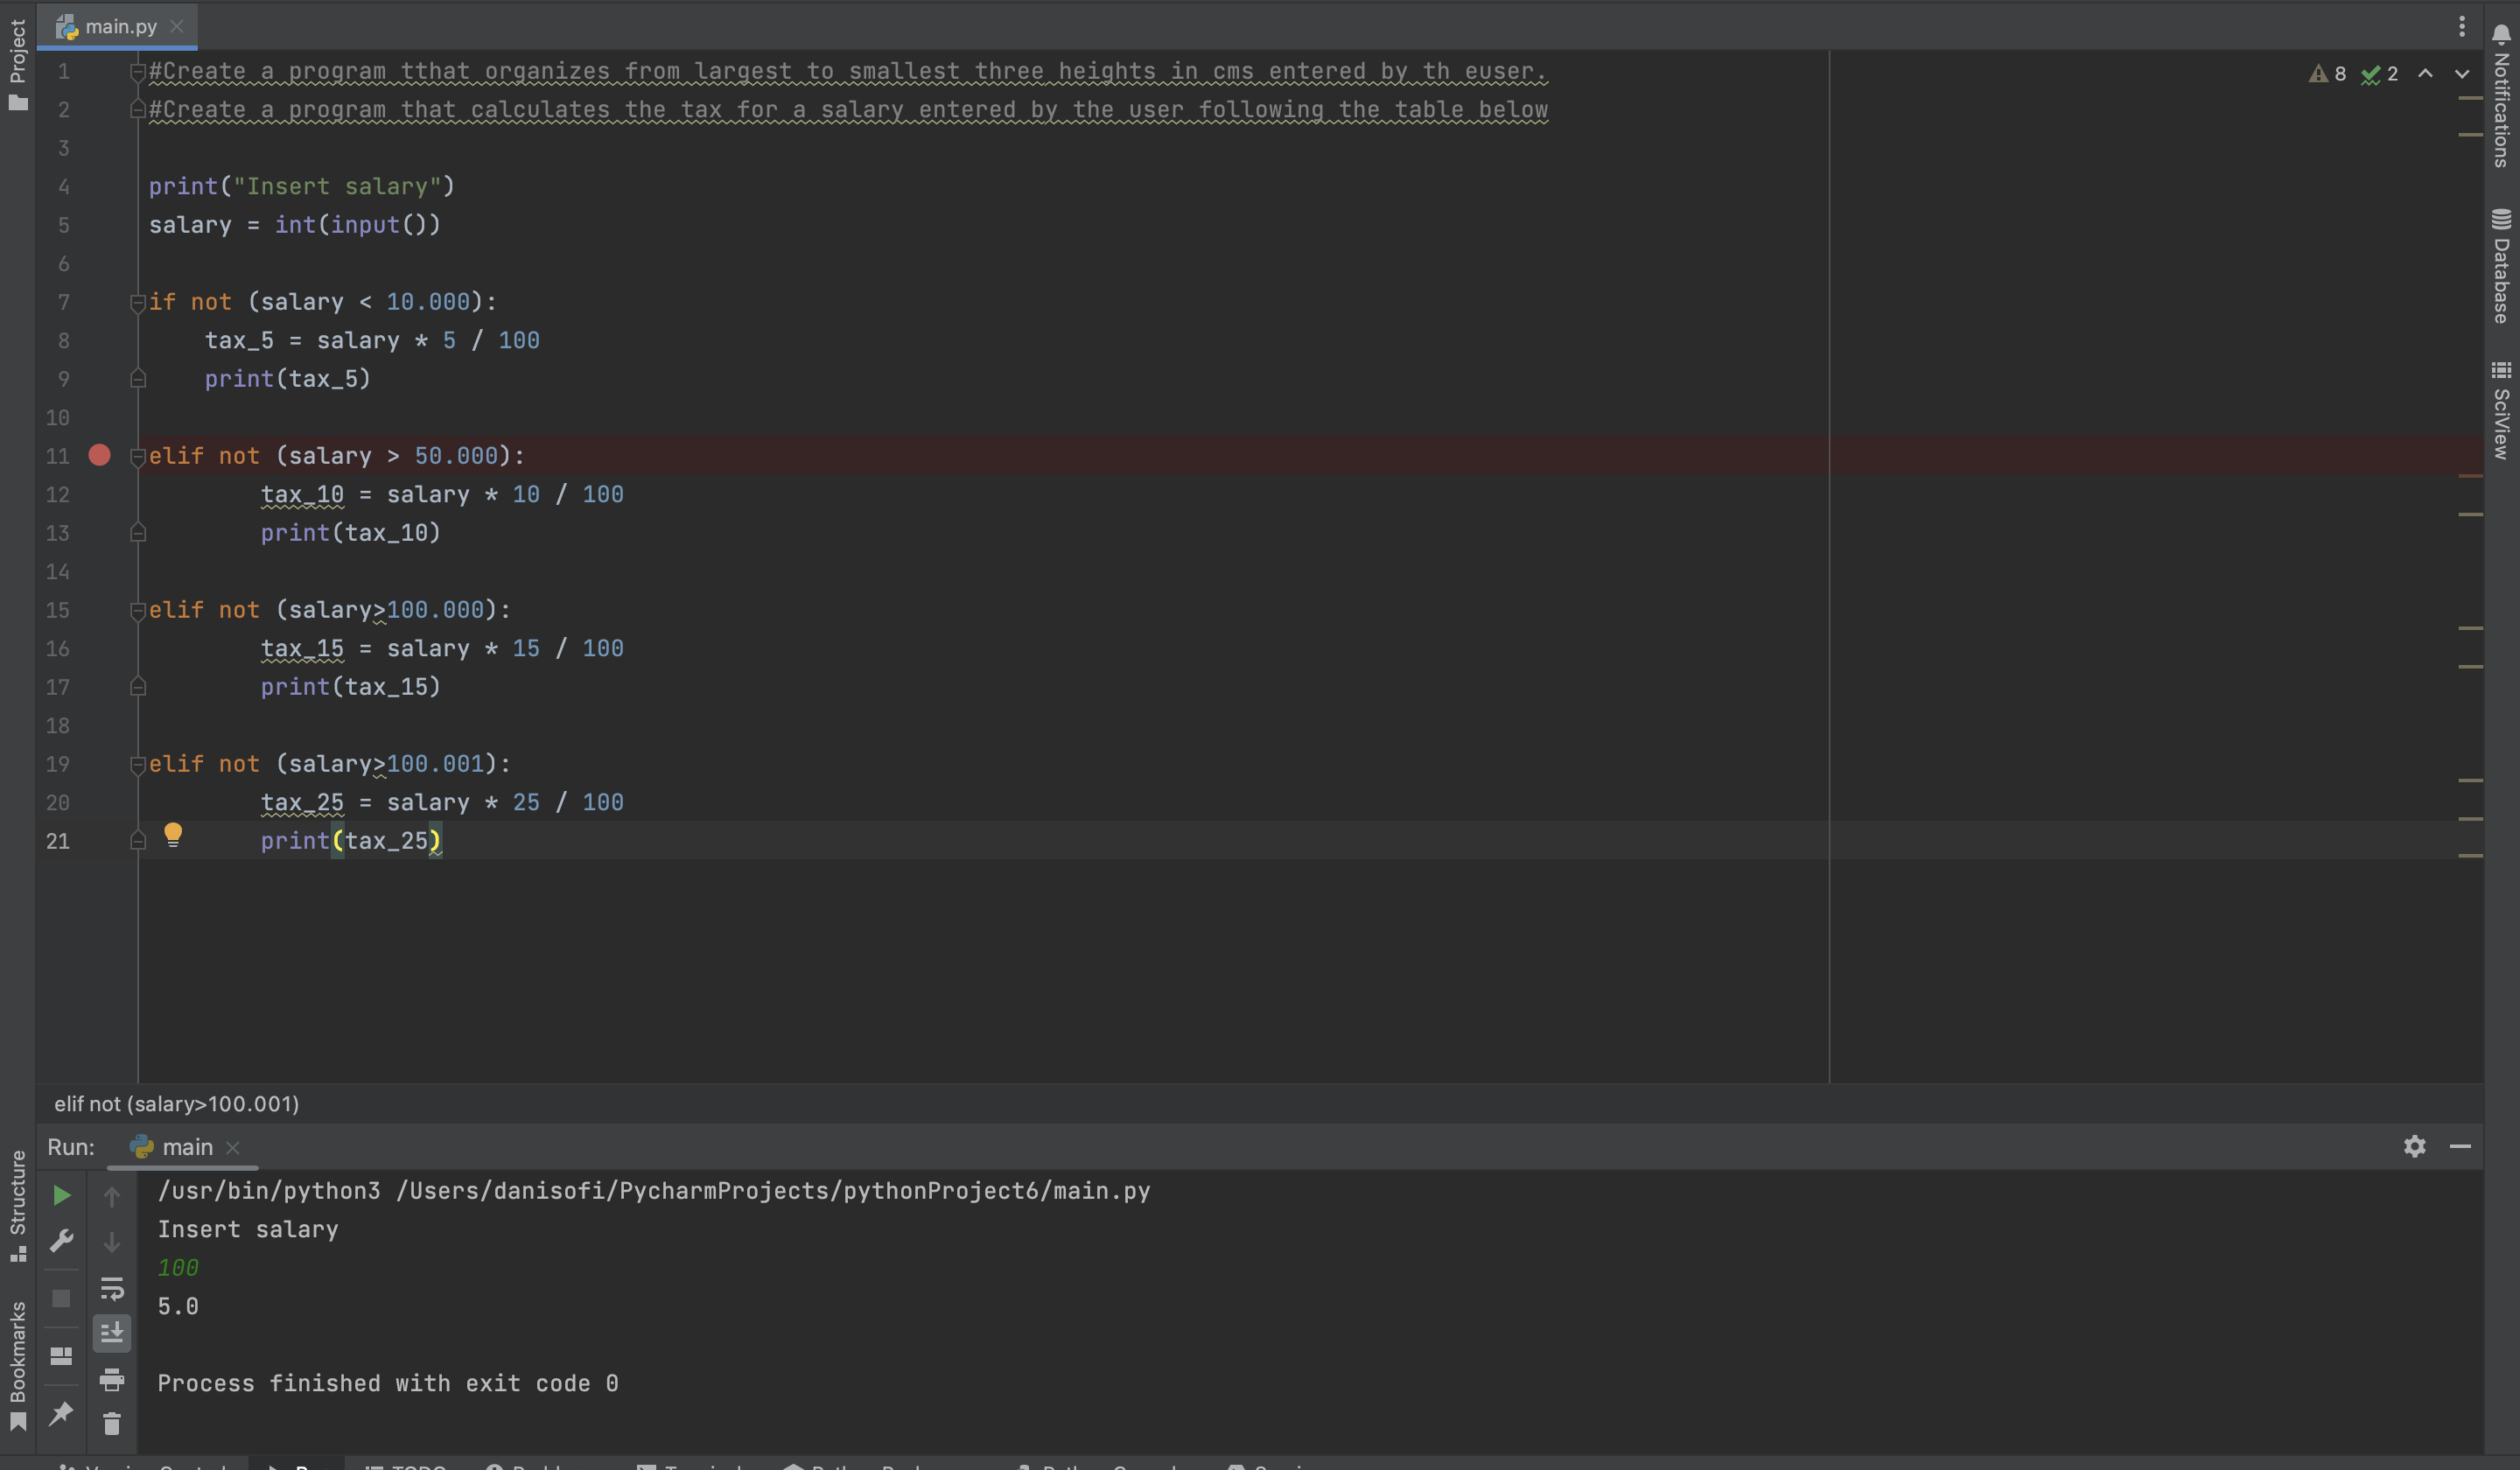 Project
main.py
1 #Create a program tthat organizes from largest to smallest three heights in cms entered by th euser.
8 2
2 #Create a program that calculates the tax for a salary entered by the user following the table below
3
4 print("Insert salary")
5 salary = int(input())
6
7 if not (salary < 10.000):
8 tax_5 = salary * 5 / 100
9 print(tax_5)
10
11 elif not (salary > 50.000):
12 tax_10 = salary * 10 / 100
13 print(tax_10)
14
15 elif not (salary>100.000):
16 tax_15 = salary * 15 / 100
17 print(tax_15)
18
19 elif not (salary>100.001):
20 tax_25 = salary * 25 / 100
21 print(tax_25)
Notifications
Database
SciView
elif not (salary>100.001)
Structure
Bookmarks
Run: main
/usr/bin/python3 /Users/danisofi/PycharmProjects/pythonProject6/main.py
Insert salary
100
5.0
Process finished with exit code 0